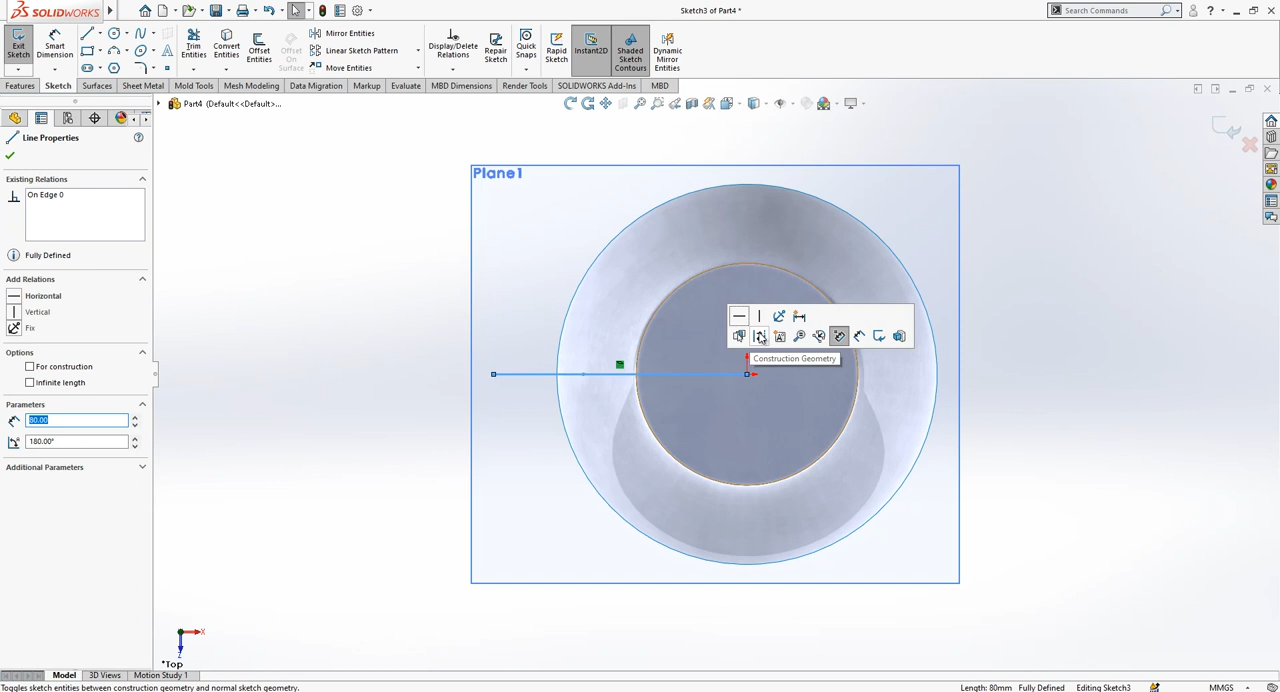 SOLIDWORKS
Sketch3 of Part4 *
Search Commands
Exit Sketch
Smart Dimension
Trim Entities
Convert Entities
Offset Entities
Offset On Surface
Mirror Entities
Linear Sketch Pattern
Move Entities
Display/Delete Relations
Repair Sketch
Quick Snaps
Rapid Sketch
Instant2D
Shaded Sketch Contours
Dynamic Mirror Entities
Features Sketch Surfaces Sheet Metal Mold Tools Mesh Modeling Data Migration Markup Evaluate MBD Dimensions Render Tools SOLIDWORKS Add-Ins MBD
Part4 (Default<<Default>...
Line Properties
Existing Relations
On Edge 0
Fully Defined
Add Relations
Horizontal
Vertical
Fix
Options
For construction
Infinite length
Parameters
80.00
180.00°
Additional Parameters
Plane1
Construction Geometry
X
*Top
Model 3D Views Motion Study 1
Toggles sketch entities between construction geometry and normal sketch geometry.
Length: 80mm Fully Defined Editing Sketch3 MMGS